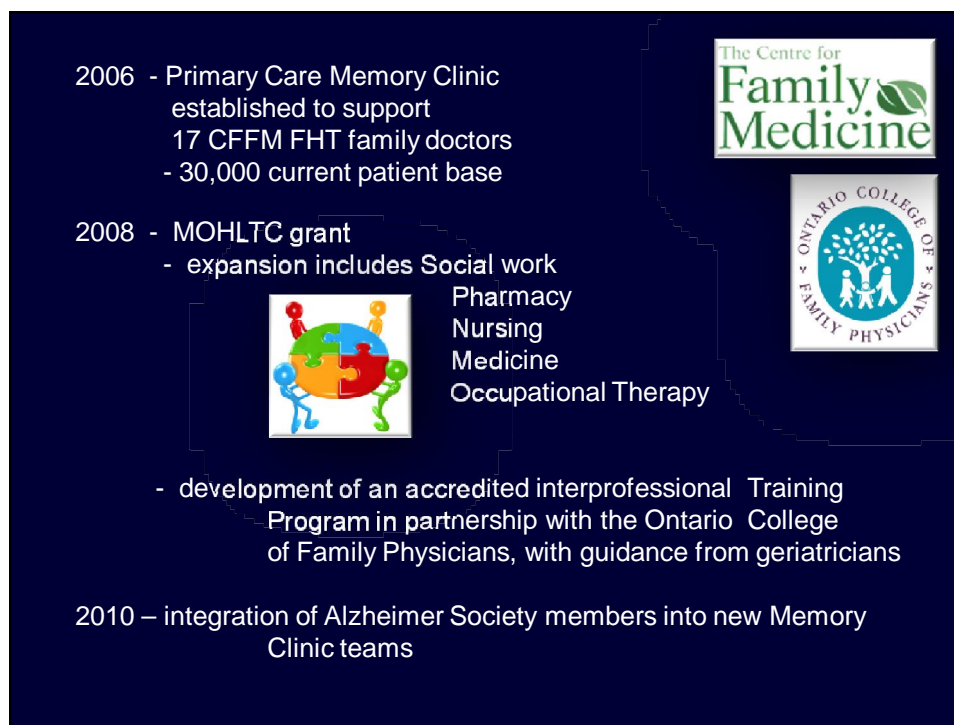 2006 - Primary Care Memory Clinic
established to support
17 CFFM FHT family doctors
- 30,000 current patient base
The Centre for
Family
Medicine
ONTARIO COLLEGE OF
FAMILY PHYSICIANS
2008 - MOHLTC grant
- expansion includes Social work
Pharmacy
Nursing
Medicine
Occupational Therapy
- development of an accredited interprofessional Training
Program in partnership with the Ontario College
of Family Physicians, with guidance from geriatricians
2010 – integration of Alzheimer Society members into new Memory
Clinic teams